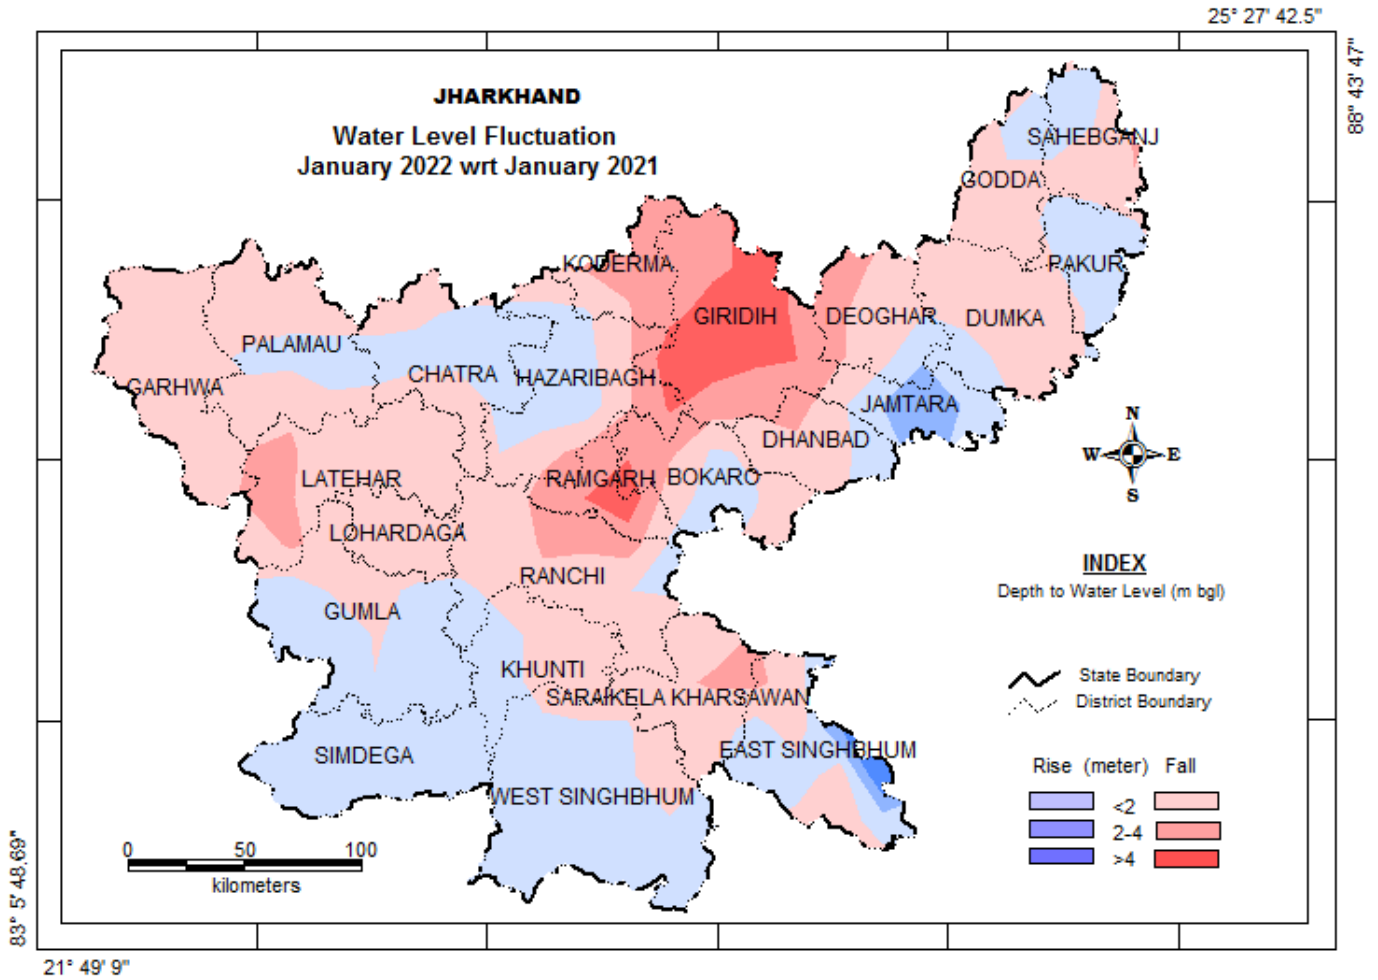 25° 27' 42.5"
88° 43' 47"
JHARKHAND
Water Level Fluctuation
January 2022 wrt January 2021
SAHEBGANJ
GODDA
KODERMA
PAKUR
GIRIDIH
DEOGHAR
DUMKA
PALAMAU
CHATRA
HAZARIBAGH
GARHWA
JAMTARA
DHANBAD
LATEHAR
RAMGARH
BOKARO
LOHARDAGA
RANCHI
GUMLA
KHUNTI
SARAIKELA KHARSAWAN
SIMDEGA
EAST SINGHBHUM
WEST SINGHBHUM
N
W
E
S
INDEX
Depth to Water Level (m bgl)
State Boundary
District Boundary
Rise (meter) Fall
<2
2-4
>4
0 50 100
kilometers
83° 5' 48.69"
21° 49' 9"